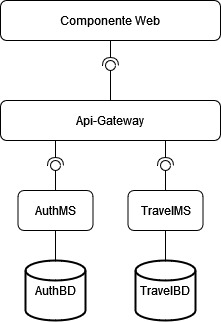 Componente Web
Api-Gateway
AuthMS
TravelMS
AuthBD
TravelBD